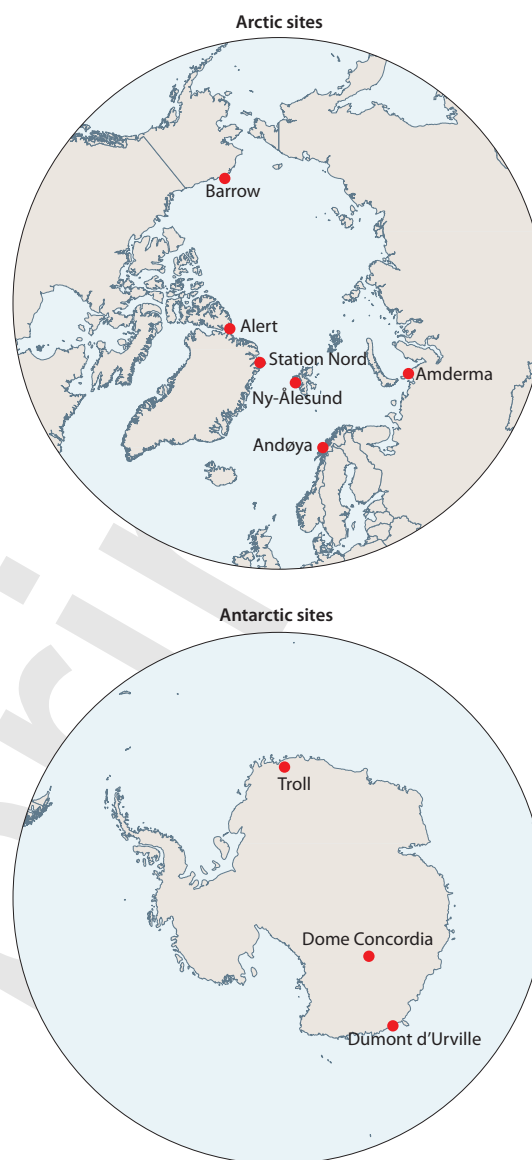 Arctic sites
Barrow
Alert
Station Nord
Amderma
Ny-Ålesund
Andøya
Antarctic sites
Troll
Dome Concordia
Dumont d’Urville